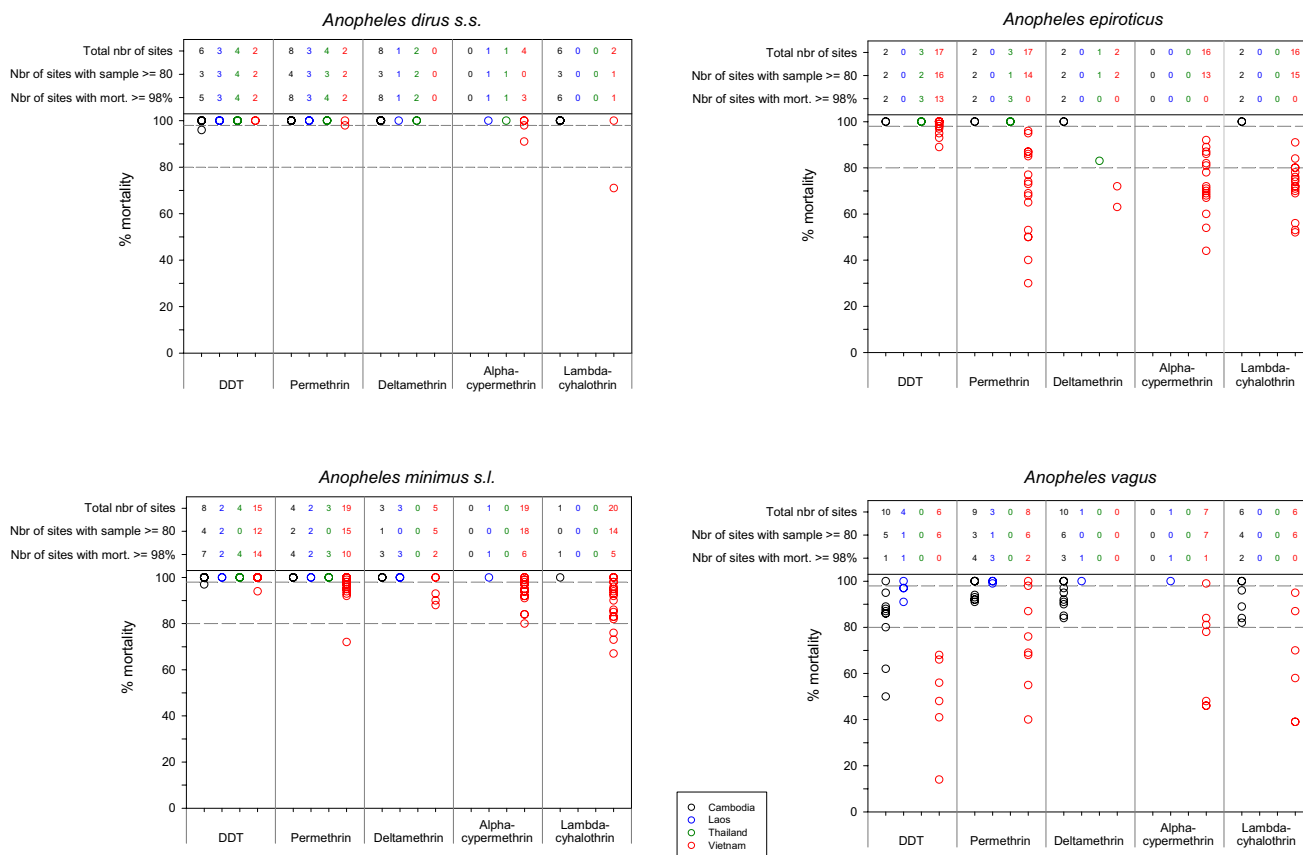 Anopheles dirus s.s.
Total nbr of sites 6 3 4 2 8 3 4 2 8 1 2 0 0 1 1 4 6 0 0 2
Nbr of sites with sample >= 80 3 3 4 2 4 3 3 2 3 1 2 0 0 1 1 0 3 0 0 1
Nbr of sites with mort. >= 98% 5 3 4 2 8 3 4 2 8 1 2 0 0 1 1 3 6 0 0 1
100
80
60
40
20
0
% mortality
DDT Permethrin Deltamethrin Alpha-cypermethrin Lambda-cyhalothrin
Anopheles epiroticus
Total nbr of sites 2 0 3 17 2 0 3 17 2 0 1 2 0 0 0 16 2 0 0 16
Nbr of sites with sample >= 80 2 0 2 16 2 0 1 14 2 0 1 2 0 0 0 13 2 0 0 15
Nbr of sites with mort. >= 98% 2 0 3 13 2 0 3 0 2 0 0 0 0 0 0 0 2 0 0 0
100
80
60
40
20
0
% mortality
DDT Permethrin Deltamethrin Alpha-cypermethrin Lambda-cyhalothrin
Anopheles minimus s.l.
Total nbr of sites 8 2 4 15 4 2 3 19 3 3 0 5 0 1 0 19 1 0 0 20
Nbr of sites with sample >= 80 4 2 0 12 2 2 0 15 1 0 0 5 0 0 0 18 0 0 0 14
Nbr of sites with mort. >= 98% 7 2 4 14 4 2 3 10 3 3 0 2 0 1 0 6 1 0 0 5
100
80
60
40
20
0
% mortality
DDT Permethrin Deltamethrin Alpha-cypermethrin Lambda-cyhalothrin
Anopheles vagus
Total nbr of sites 10 4 0 6 9 3 0 8 10 1 0 0 0 1 0 7 6 0 0 6
Nbr of sites with sample >= 80 5 1 0 6 3 1 0 6 6 1 0 0 0 1 0 7 4 0 0 6
Nbr of sites with mort. >= 98% 1 1 0 0 4 3 0 2 3 1 0 0 0 1 0 1 2 0 0 0
100
80
60
40
20
0
% mortality
DDT Permethrin Deltamethrin Alpha-cypermethrin Lambda-cyhalothrin
Cambodia
Laos
Thailand
Vietnam